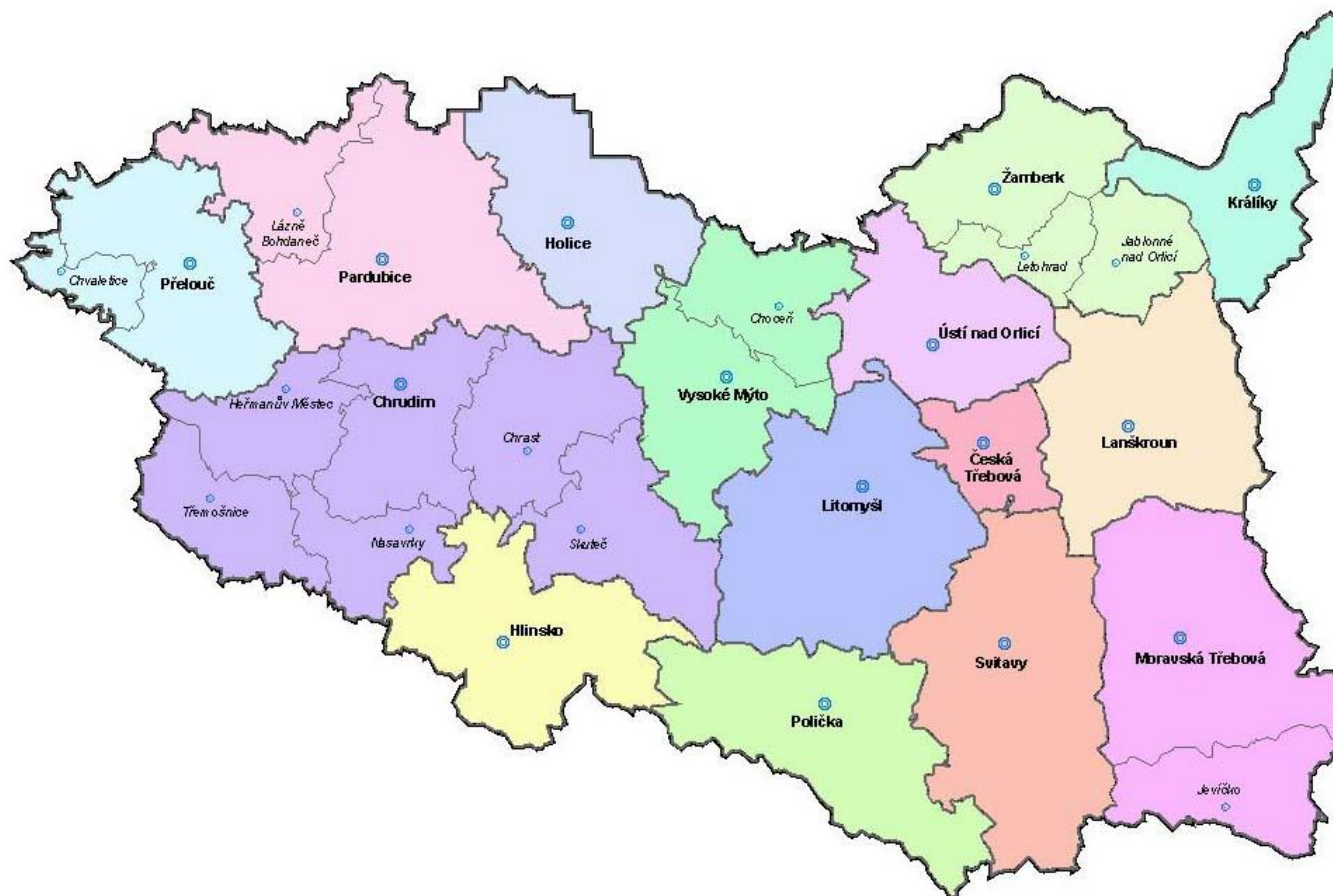 Žamberk
Králíky
Lázně
Bohdaneč
Holice
Jablonné
nad Orlicí
Letohrad
Chvaletice
Přelouč
Pardubice
Choceň
Ústí nad Orlicí
Heřmanův Městec
Chrudim
Vysoké Mýto
Chrast
Česká
Třebová
Lanškroun
Třemošnice
Litomyšl
Nasavrky
Skuteč
Hlinsko
Svitavy
Moravská Třebová
Polička
Jevíčko